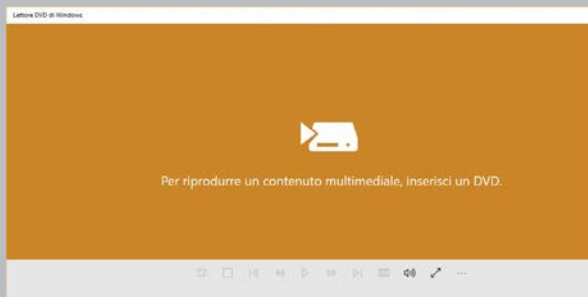 Lettore DVD di Windows
Per riprodurre un contenuto multimediale, inserisci un DVD.